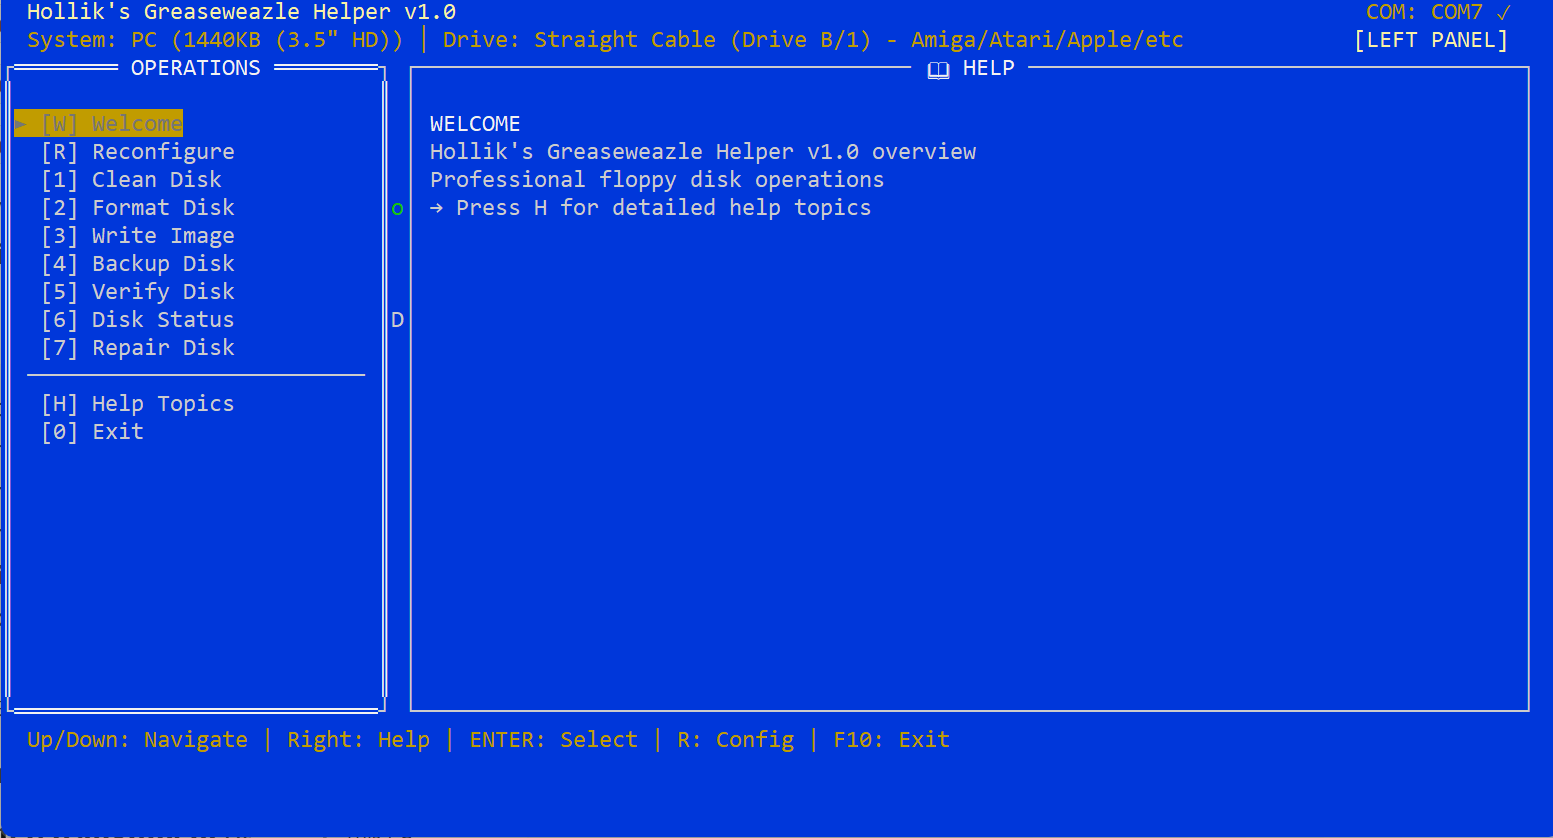 Hollik's Greaseweazle Helper v1.0
COM: COM7 ✓
System: PC (1440KB (3.5" HD)) │ Drive: Straight Cable (Drive B/1) - Amiga/Atari/Apple/etc
[LEFT PANEL]
OPERATIONS
► [W] Welcome
[R] Reconfigure
[1] Clean Disk
[2] Format Disk
[3] Write Image
[4] Backup Disk
[5] Verify Disk
[6] Disk Status
[7] Repair Disk
[H] Help Topics
[0] Exit
o
D
📖 HELP
WELCOME
Hollik's Greaseweazle Helper v1.0 overview
Professional floppy disk operations
→ Press H for detailed help topics
Up/Down: Navigate │ Right: Help │ ENTER: Select │ R: Config │ F10: Exit